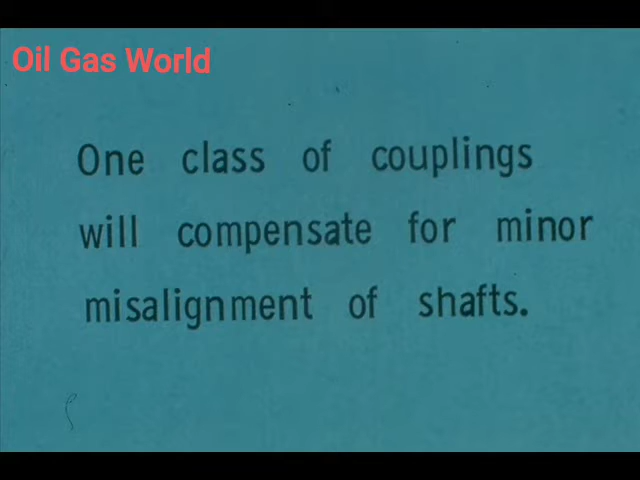 Oil Gas World
One class of couplings
will compensate for minor
misalignment of shafts.